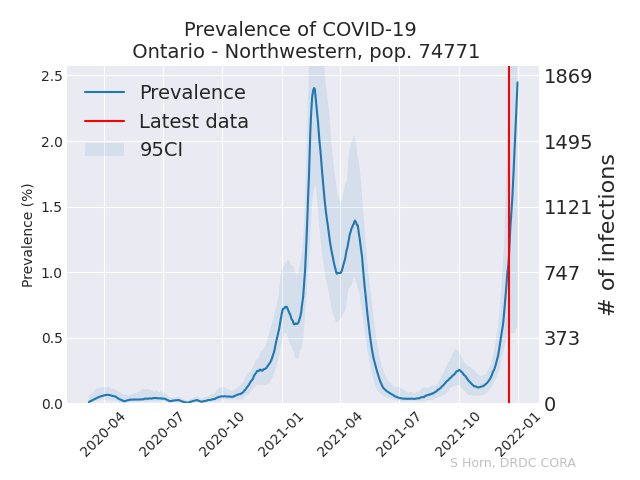 Prevalence of COVID-19
Ontario - Northwestern, pop. 74771
Prevalence
Latest data
95CI
Prevalence (%)
2.5
2.0
1.5
1.0
0.5
0.0
1869
1495
1121
747
373
0
# of infections
2020-04
2020-07
2020-10
2021-01
2021-04
2021-07
2021-10
2022-01
S Horn, DRDC CORA